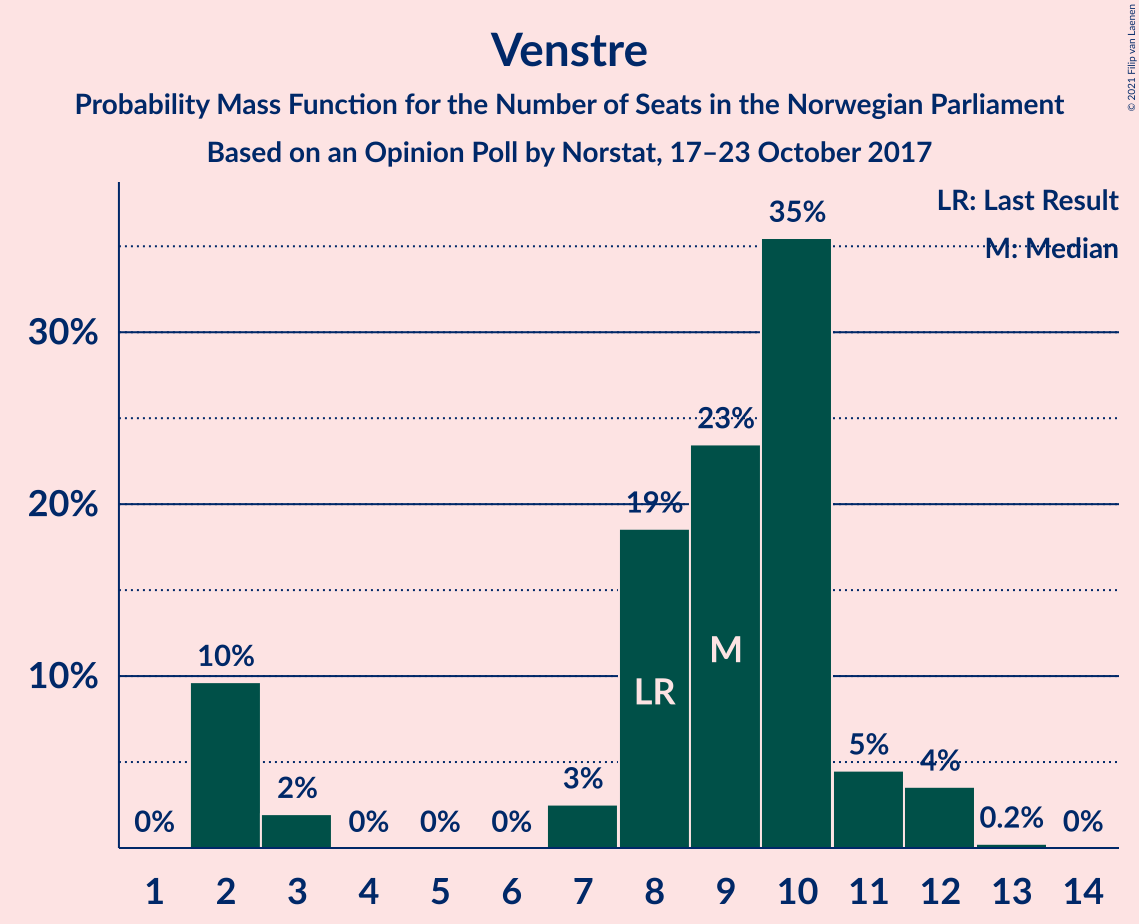 Venstre
Probability Mass Function for the Number of Seats in the Norwegian Parliament
Based on an Opinion Poll by Norstat, 17–23 October 2017
© 2021 Filip van Laenen
LR: Last Result
M: Median
30%
20%
10%
0%
10%
2%
0%
0%
0%
3%
19%
23%
35%
5%
4%
0.2%
0%
LR
M
1 2 3 4 5 6 7 8 9 10 11 12 13 14